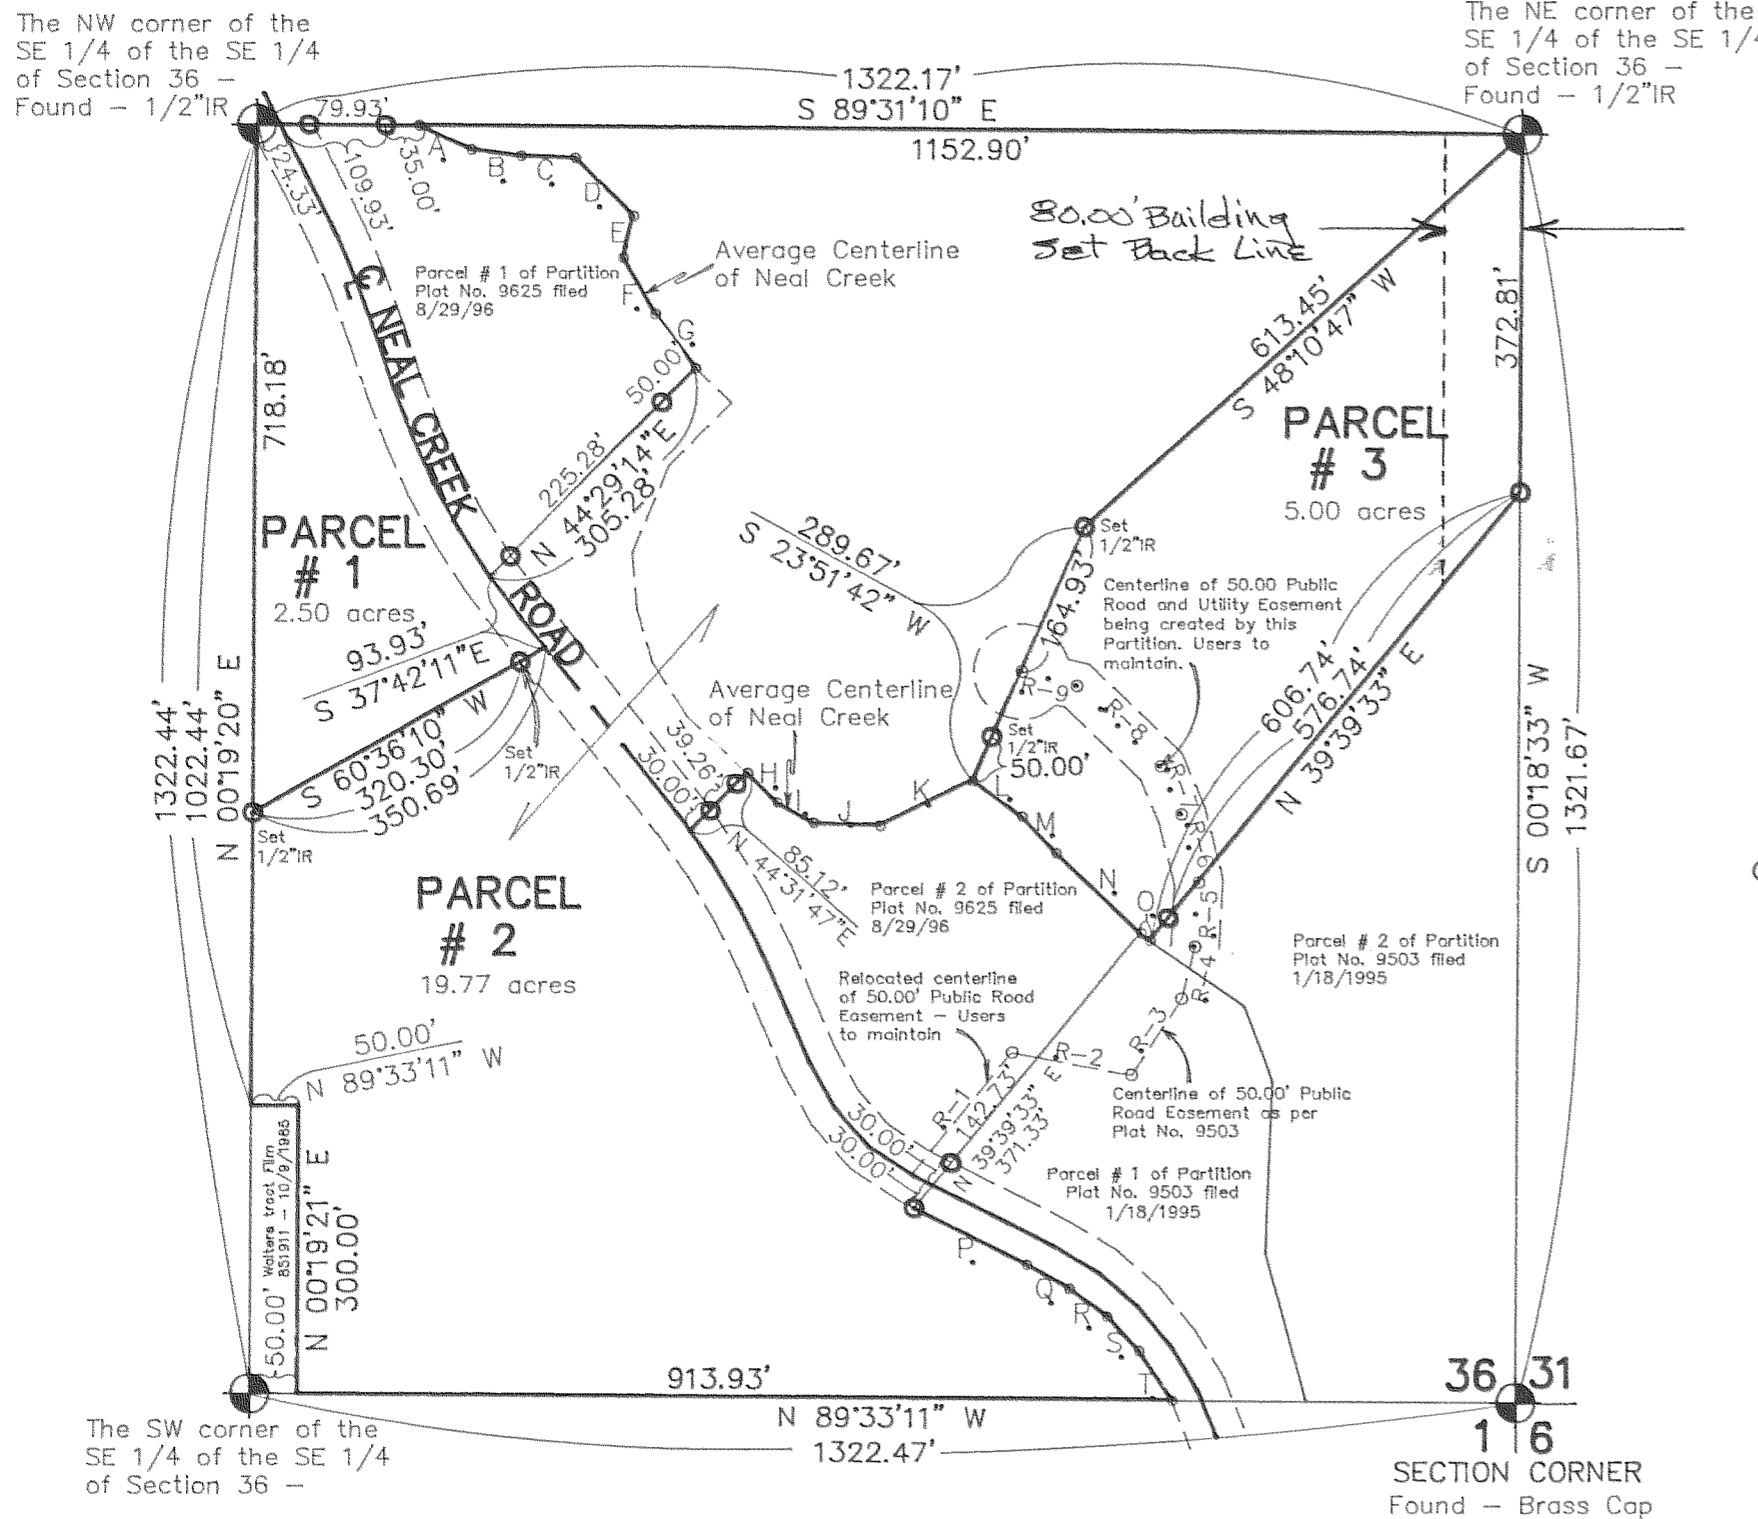 The NW corner of the
SE 1/4 of the SE 1/4
of Section 36 –
Found – 1/2"IR
The NE corner of the
SE 1/4 of the SE 1/4
of Section 36 –
Found – 1/2"IR
1322.17'
S 89°31'10" E
1152.90'
79.93'
24.33'
109.93'
35.00'
A.
B.
C.
D.
E
F.
G.
80.00' Building
Set Back Line
Average Centerline
of Neal Creek
Parcel # 1 of Partition
Plat No. 9625 filed
8/29/96
℄ NEAL CREEK
ROAD
718.18'
50.00'
225.28'
N 44°29'14" E
305.28'
613.45'
S 48°10'47" W
372.81'
PARCEL
# 3
5.00 acres
PARCEL
# 1
2.50 acres
289.67'
S 23°51'42" W
Set
1/2"IR
164.93'
Centerline of 50.00 Public
Road and Utility Easement
being created by this
Partition. Users to
maintain.
93.93'
S 37°42'11"E
S 60°36'10" W
320.30'
350.69'
Set
1/2"IR
Set
1/2"IR
1322.44'
1022.44'
N 00°19'20" E
Average Centerline
of Neal Creek
39.26'
30.00'
H.
I.
J
K
L.
M.
N.
O.
Set
1/2"IR
50.00'
R-9
R-8
R-7
R-6
R-5
R-4
R-3
R-2
R-1
606.74'
576.74'
N 39°39'33" E
S 00°18'33" W
1321.67'
85.12'
N 44°31'47"E
Parcel # 2 of Partition
Plat No. 9625 filed
8/29/96
PARCEL
# 2
19.77 acres
Parcel # 2 of Partition
Plat No. 9503 filed
1/18/1995
Relocated centerline
of 50.00' Public Road
Easement – Users
to maintain
50.00'
N 89°33'11" W
142.73'
N 39°39'33" E
371.33'
Centerline of 50.00' Public
Road Easement as per
Plat No. 9503
30.00'
30.00'
Parcel # 1 of Partition
Plat No. 9503 filed
1/18/1995
50.00'
Walters tract Film
851911 – 10/9/1985
N 00°19'21" E
300.00'
P.
Q.
R.
S.
T.
913.93'
N 89°33'11" W
1322.47'
The SW corner of the
SE 1/4 of the SE 1/4
of Section 36 –
36 31
1 6
SECTION CORNER
Found – Brass Cap